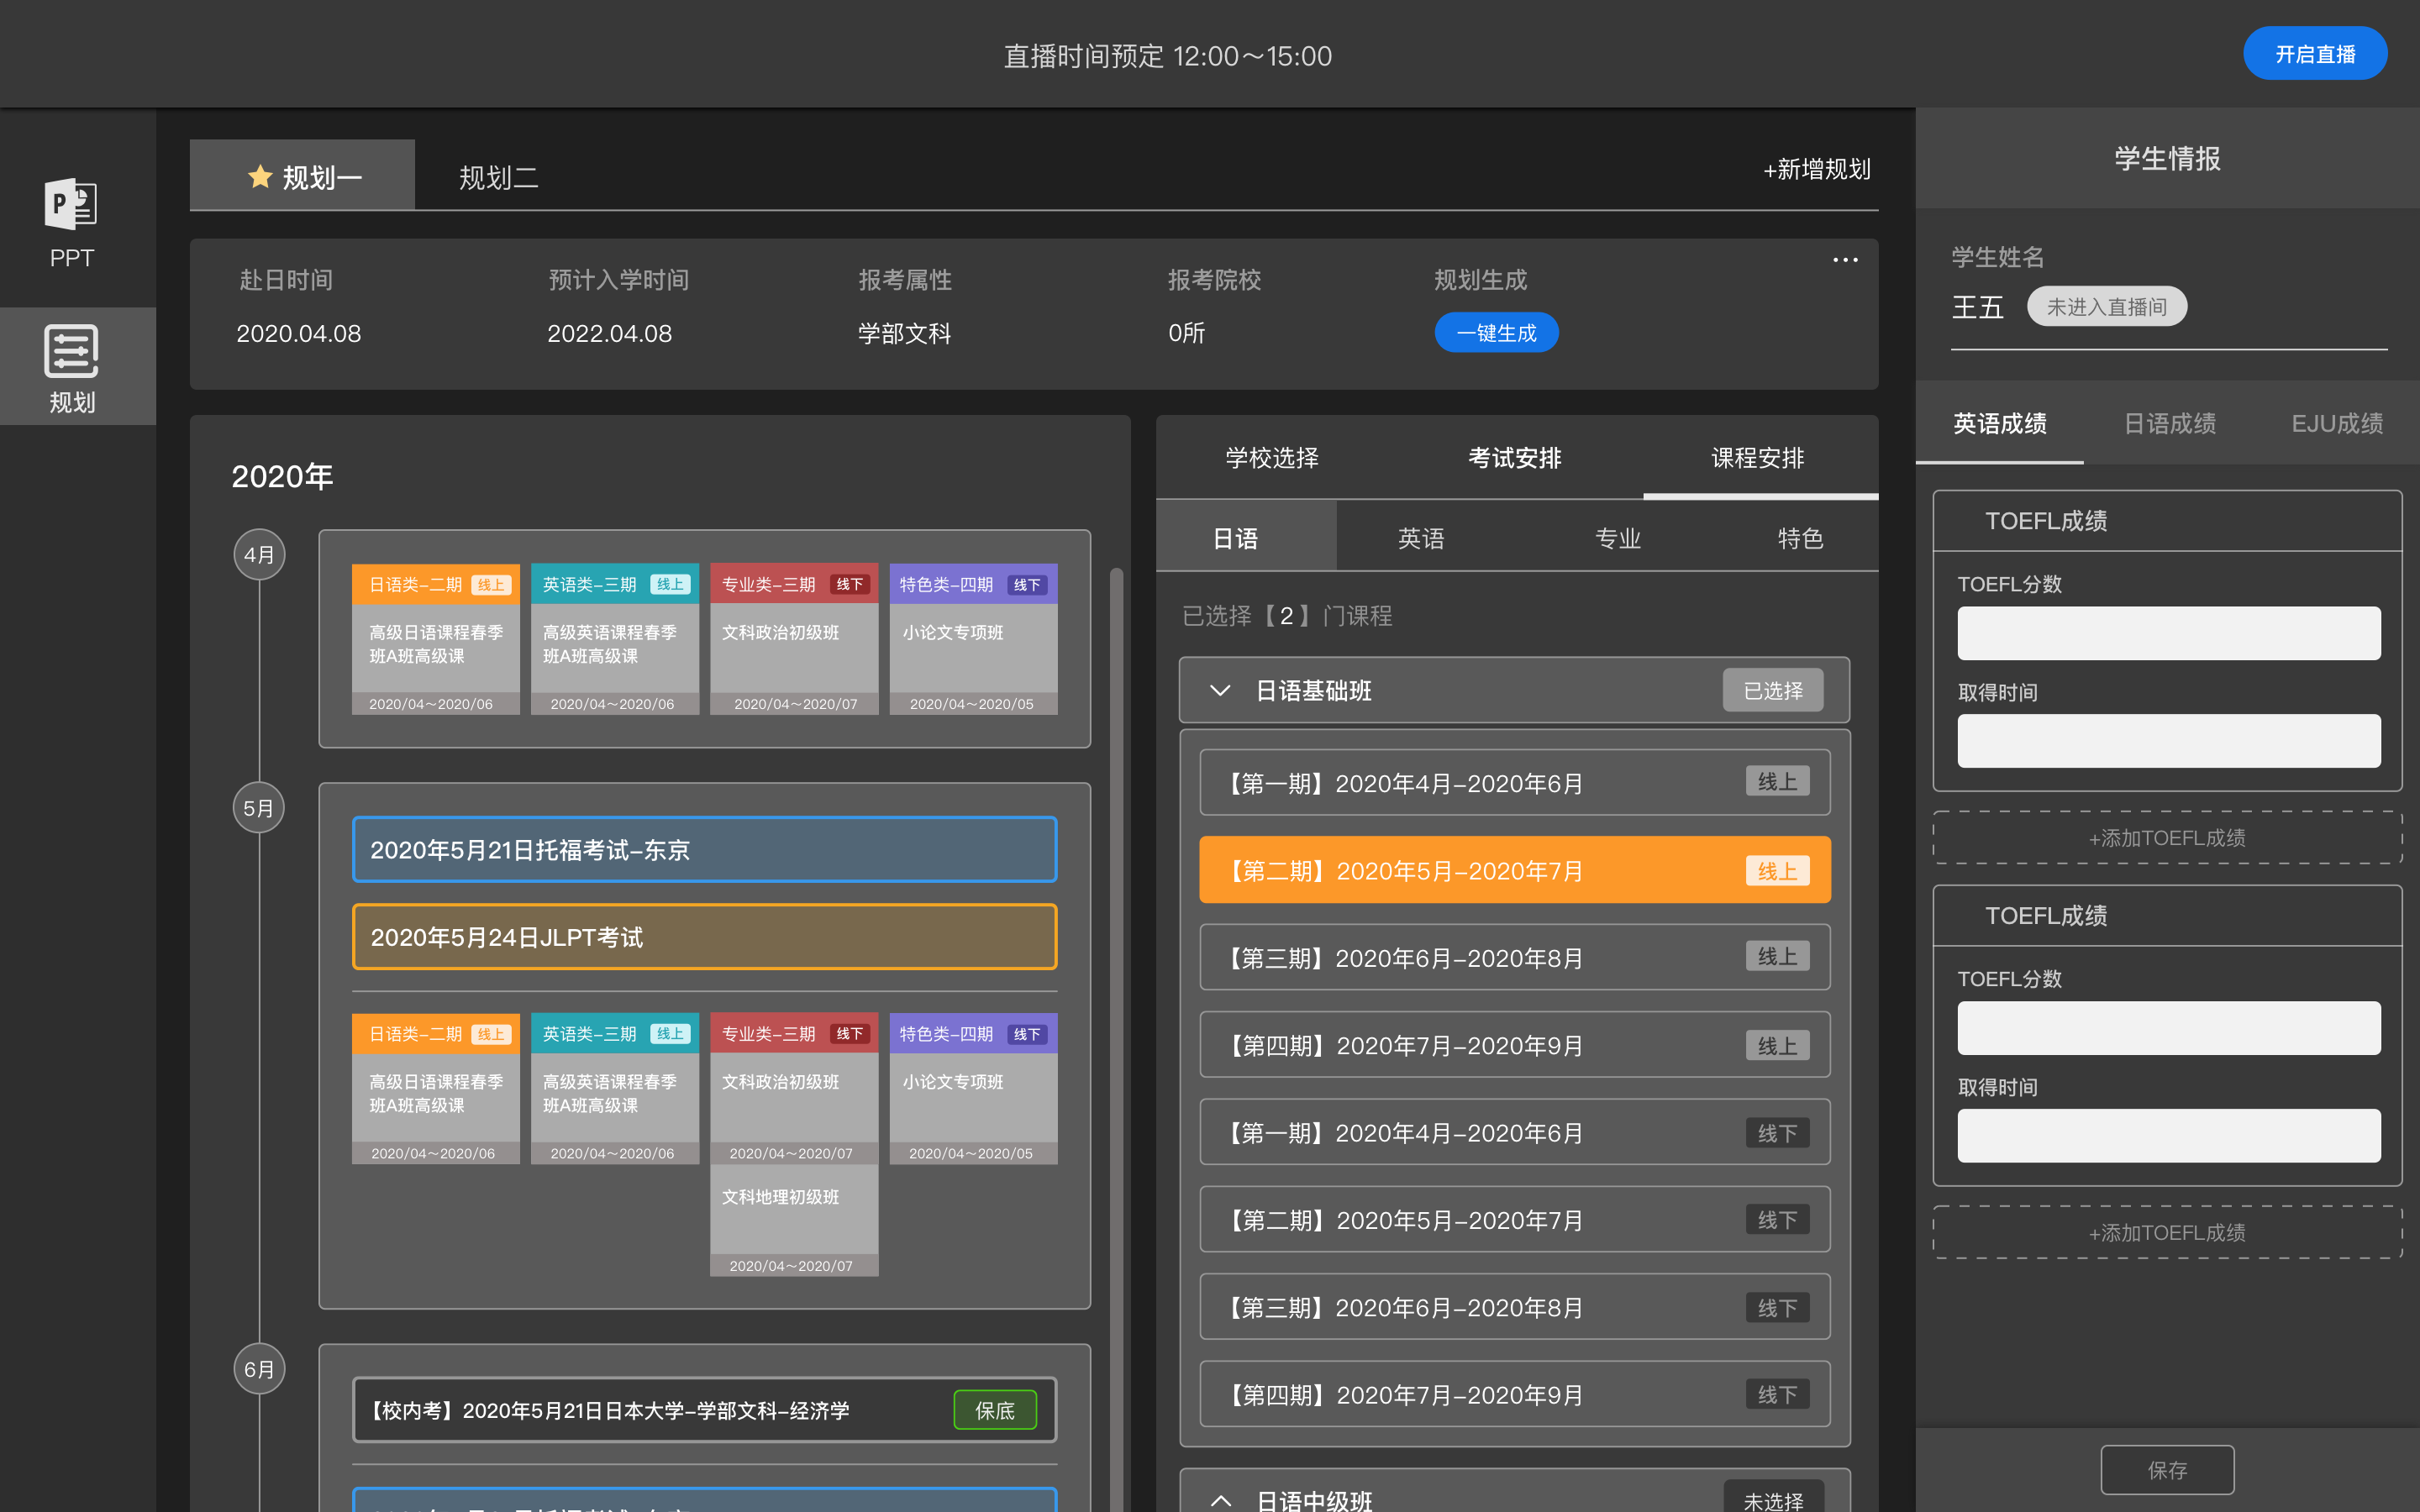 直播时间预定 12:00～15:00
开启直播
PPT
规划
规划一
规划二
+新增规划
赴日时间
预计入学时间
报考属性
报考院校
规划生成
2020.04.08
2022.04.08
学部文科
0所
一键生成
2020年
4月
日语类–二期 线上
高级日语课程春季
班A班高级课
2020/04～2020/06
英语类–三期 线上
高级英语课程春季
班A班高级课
2020/04～2020/06
专业类–三期 线下
文科政治初级班
2020/04～2020/07
特色类–四期 线下
小论文专项班
2020/04～2020/05
5月
2020年5月21日托福考试–东京
2020年5月24日JLPT考试
日语类–二期 线上
高级日语课程春季
班A班高级课
2020/04～2020/06
英语类–三期 线上
高级英语课程春季
班A班高级课
2020/04～2020/06
专业类–三期 线下
文科政治初级班
2020/04～2020/07
文科地理初级班
2020/04～2020/07
特色类–四期 线下
小论文专项班
2020/04～2020/05
6月
【校内考】2020年5月21日日本大学–学部文科–经济学 保底
学校选择
考试安排
课程安排
日语
英语
专业
特色
已选择【 2 】门课程
日语基础班 已选择
【第一期】2020年4月–2020年6月 线上
【第二期】2020年5月–2020年7月 线上
【第三期】2020年6月–2020年8月 线上
【第四期】2020年7月–2020年9月 线上
【第一期】2020年4月–2020年6月 线下
【第二期】2020年5月–2020年7月 线下
【第三期】2020年6月–2020年8月 线下
【第四期】2020年7月–2020年9月 线下
日语中级班 未选择
学生情报
学生姓名
王五 未进入直播间
英语成绩
日语成绩
EJU成绩
TOEFL成绩
TOEFL分数
取得时间
+添加TOEFL成绩
TOEFL成绩
TOEFL分数
取得时间
+添加TOEFL成绩
保存